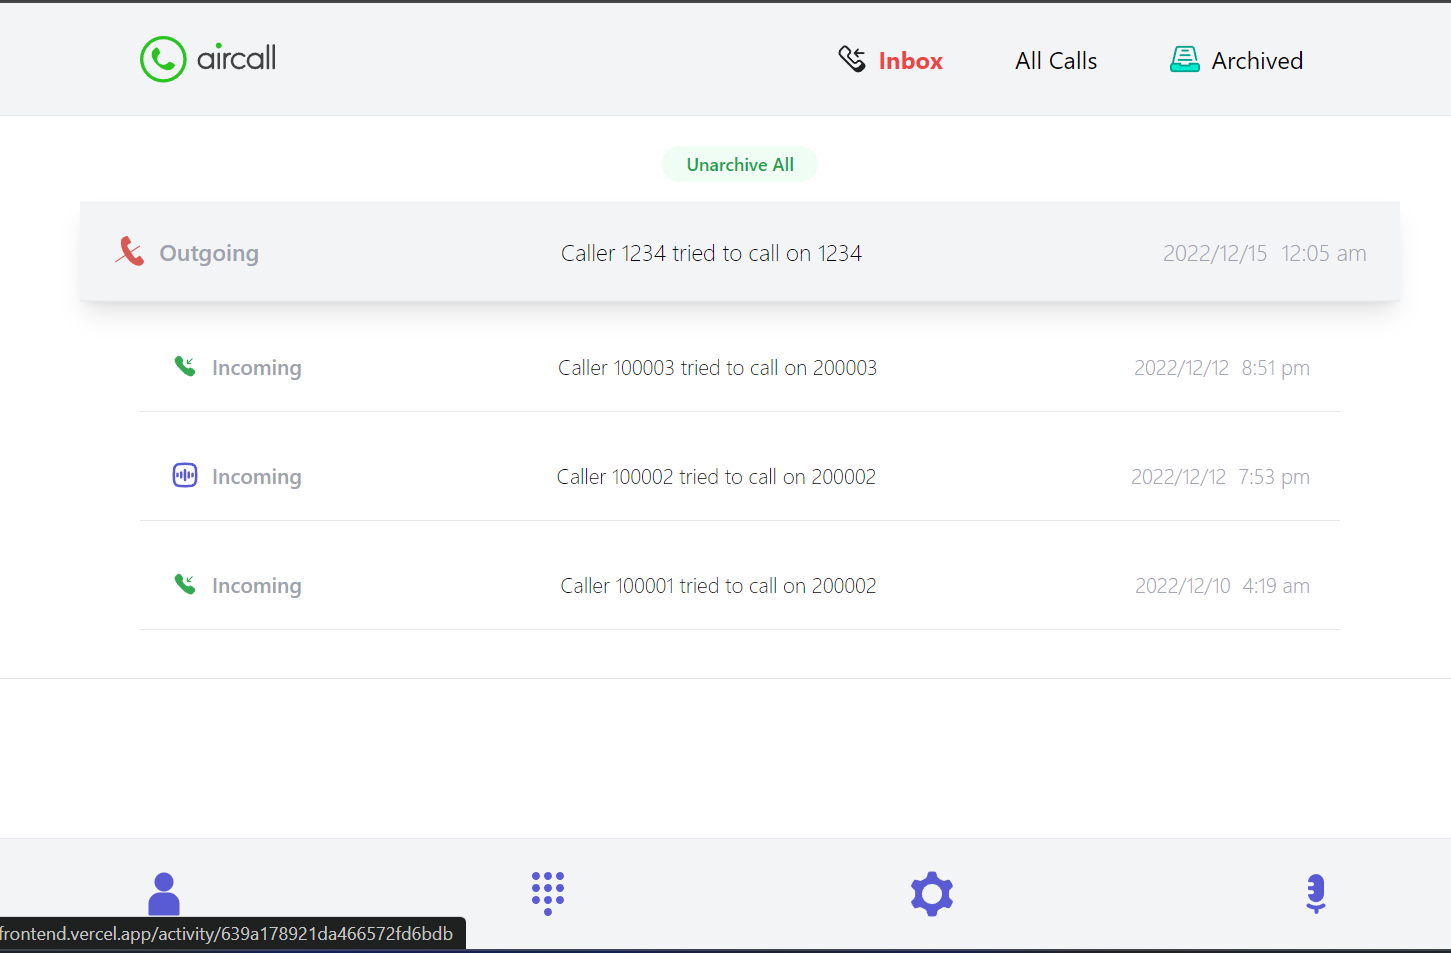 aircall
Inbox
All Calls
Archived
Unarchive All
Outgoing Caller 1234 tried to call on 1234 2022/12/15 12:05 am
Incoming Caller 100003 tried to call on 200003 2022/12/12 8:51 pm
Incoming Caller 100002 tried to call on 200002 2022/12/12 7:53 pm
Incoming Caller 100001 tried to call on 200002 2022/12/10 4:19 am
frontend.vercel.app/activity/639a178921da466572fd6bdb